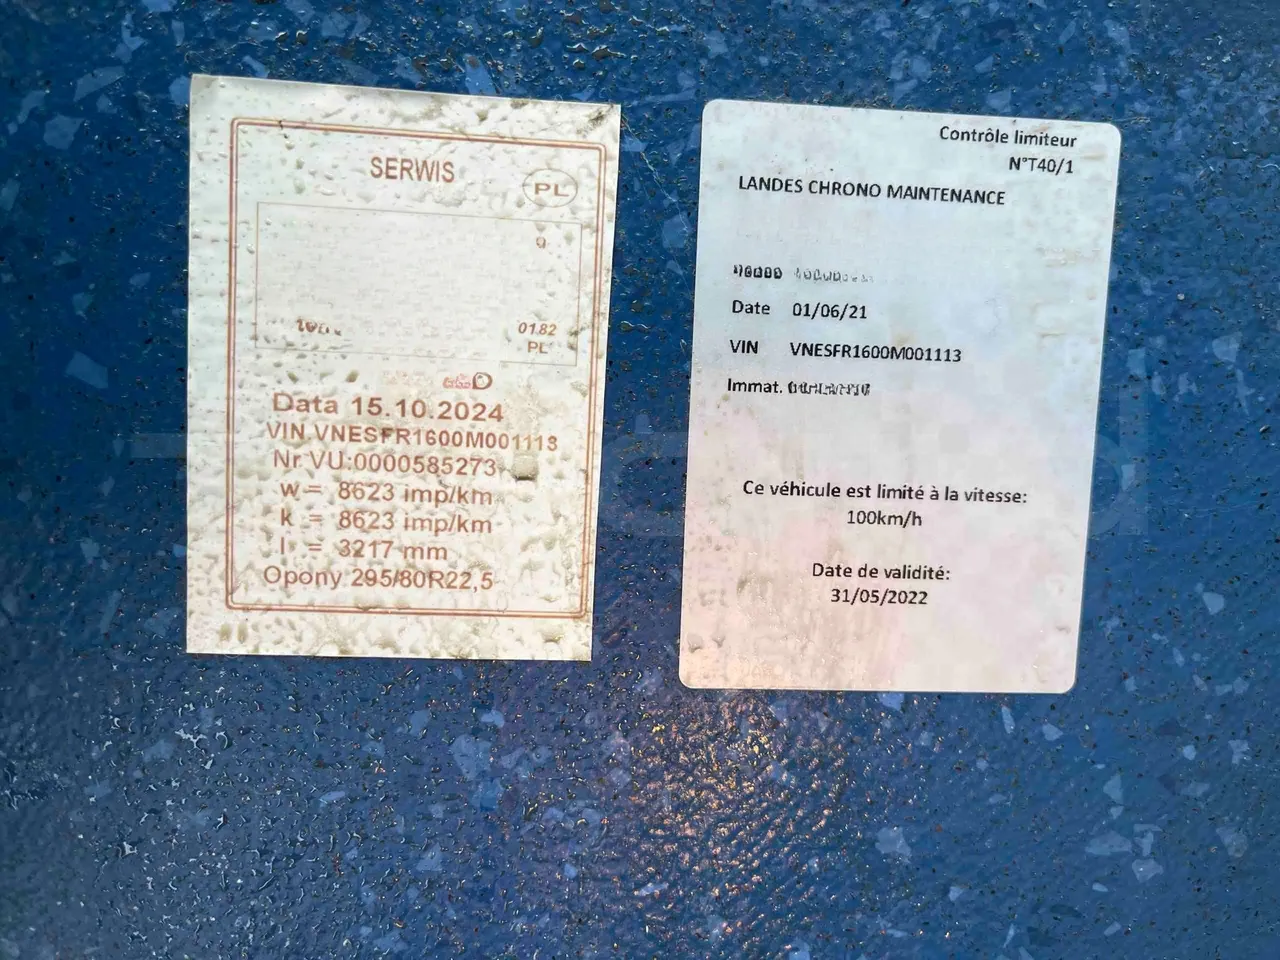 SERWIS
PL
01.82
PL
Data 15.10.2024
VIN VNESFR1600M001113
Nr VU:0000585273
w = 8623 imp/km
k = 8623 imp/km
l = 3217 mm
Opony 295/80R22,5
Contrôle limiteur
N°T40/1
LANDES CHRONO MAINTENANCE
Date 01/06/21
VIN VNESFR1600M001113
Immat.
Ce véhicule est limité à la vitesse:
100km/h
Date de validité:
31/05/2022